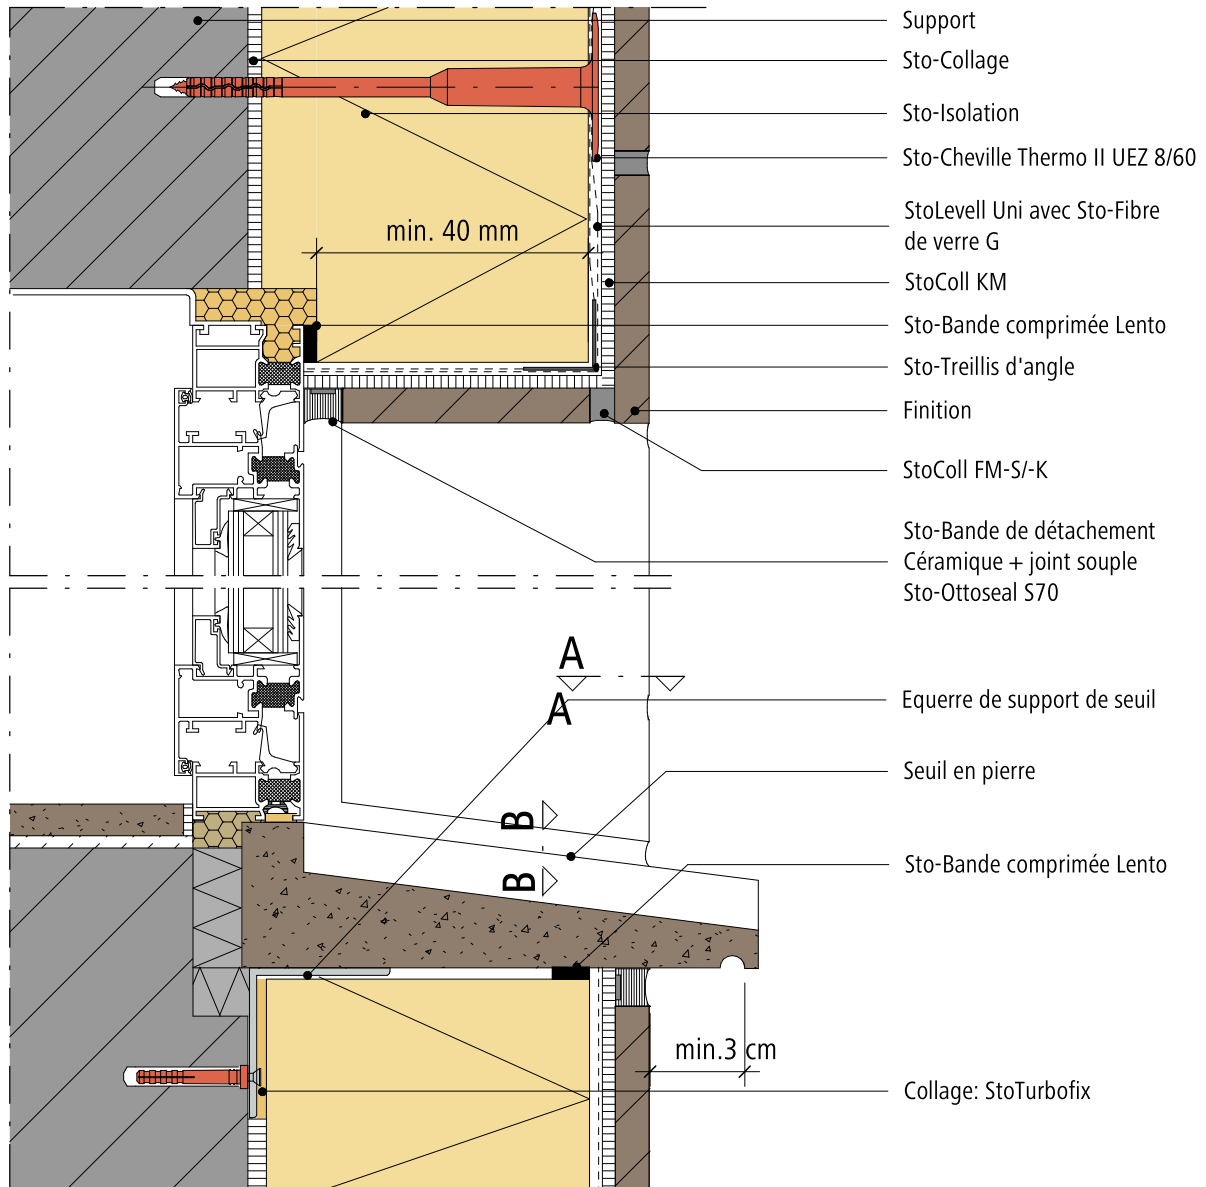 Support
Sto-Collage
Sto-Isolation
Sto-Cheville Thermo II UEZ 8/60
StoLevell Uni avec Sto-Fibre
de verre G
min. 40 mm
StoColl KM
Sto-Bande comprimée Lento
Sto-Treillis d'angle
Finition
StoColl FM-S/-K
Sto-Bande de détachement
Céramique + joint souple
Sto-Ottoseal S70
A
A
Equerre de support de seuil
Seuil en pierre
B
B
Sto-Bande comprimée Lento
min.3 cm
Collage: StoTurbofix